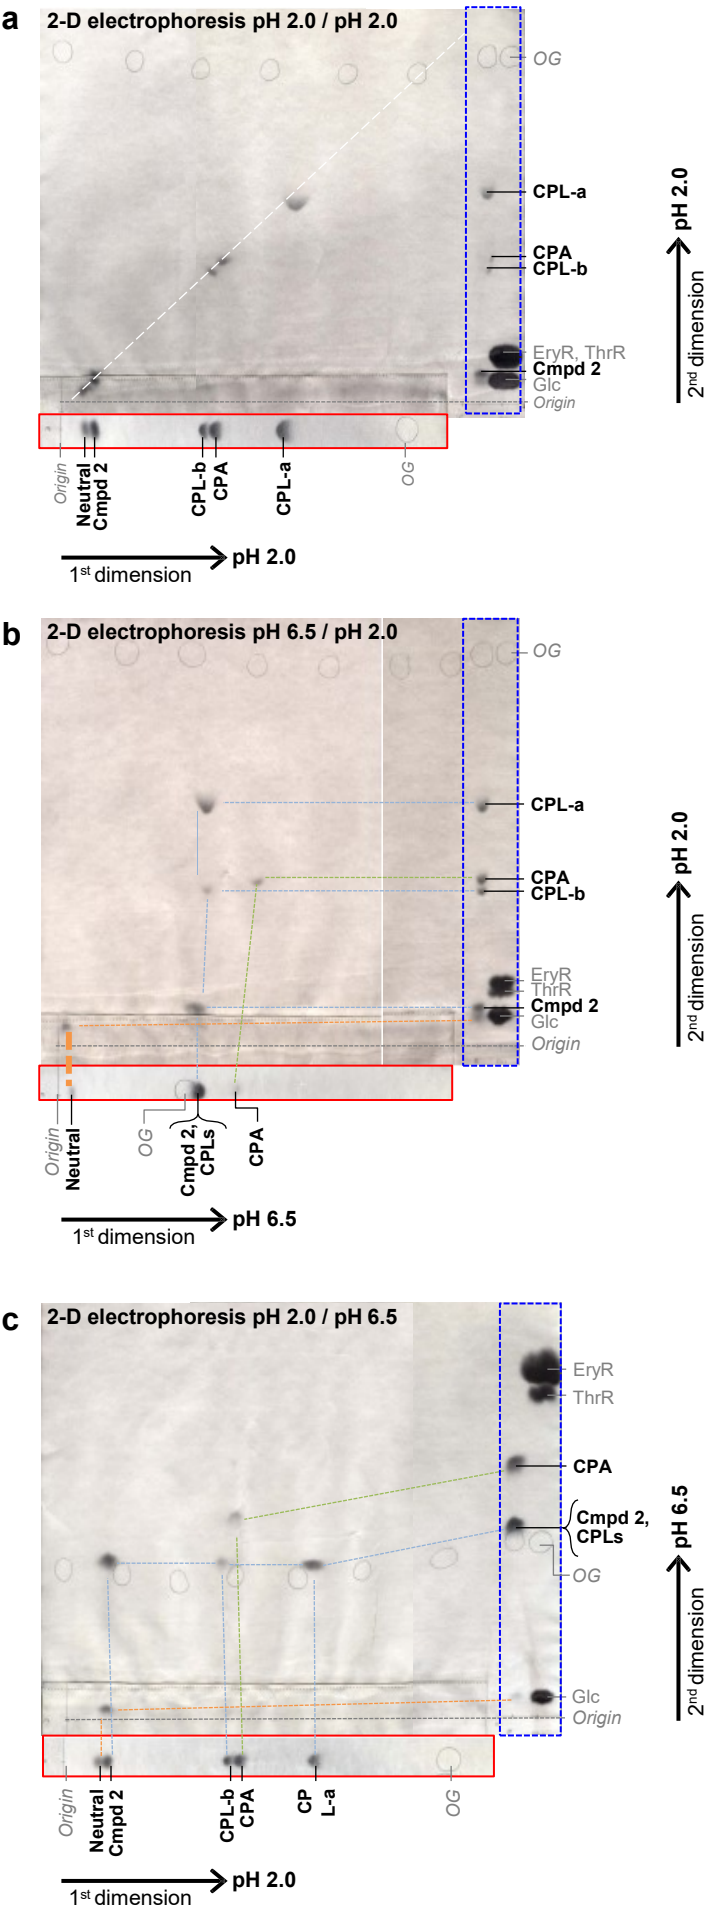 a
2-D electrophoresis pH 2.0 / pH 2.0
OG
CPL-a
CPA
CPL-b
EryR, ThrR
Cmpd 2
Glc
Origin
pH 2.0
2nd dimension
Origin
Neutral
Cmpd 2
CPL-b
CPA
CPL-a
OG
pH 2.0
1st dimension
b
2-D electrophoresis pH 6.5 / pH 2.0
OG
CPL-a
CPA
CPL-b
EryR
ThrR
Cmpd 2
Glc
Origin
pH 2.0
2nd dimension
Origin
Neutral
OG
Cmpd 2,
CPLs
CPA
pH 6.5
1st dimension
c
2-D electrophoresis pH 2.0 / pH 6.5
EryR
ThrR
CPA
Cmpd 2,
CPLs
OG
Glc
Origin
pH 6.5
2nd dimension
Origin
Neutral
Cmpd 2
CPL-b
CPA
CP
L-a
OG
pH 2.0
1st dimension